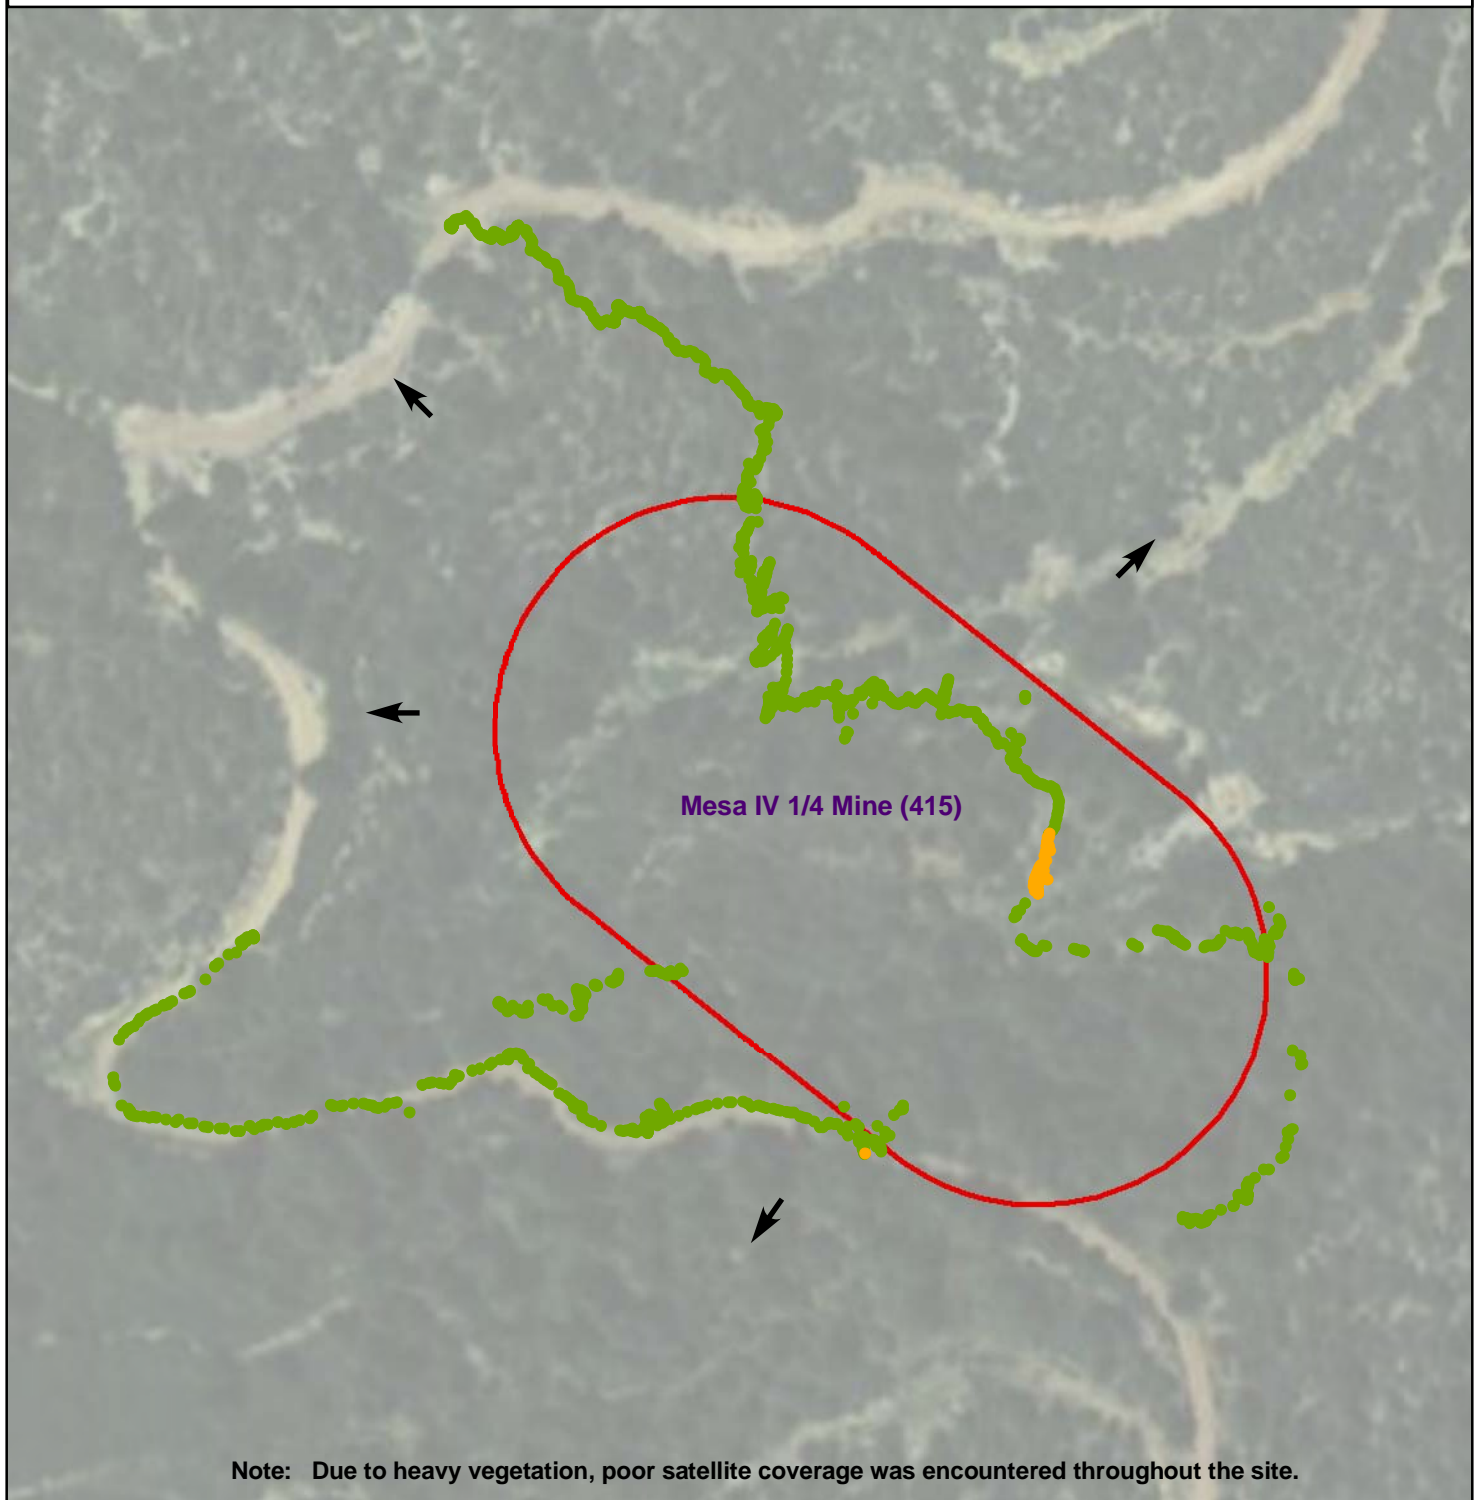 Mesa IV 1/4 Mine (415)
Note: Due to heavy vegetation, poor satellite coverage was encountered throughout the site.